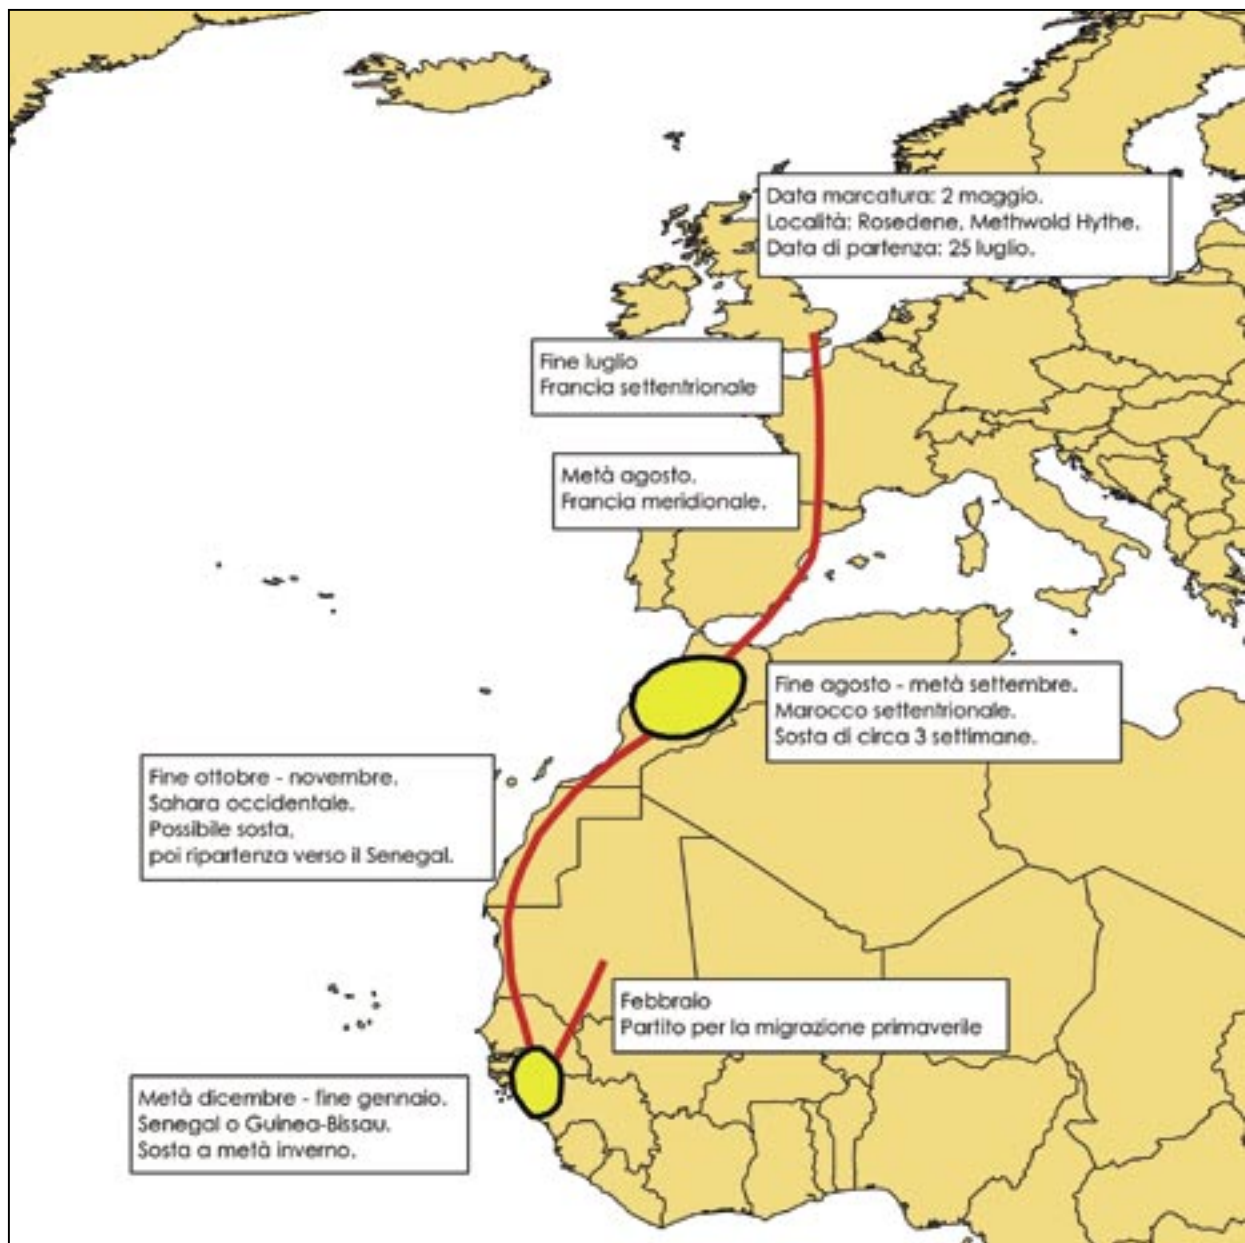 Data marcatura: 2 maggio.
Località: Rosedene, Methwold Hythe.
Data di partenza: 25 luglio.
Fine luglio
Francia settentrionale
Metà agosto.
Francia meridionale.
Fine agosto - metà settembre.
Marocco settentrionale.
Sosta di circa 3 settimane.
Fine ottobre - novembre.
Sahara occidentale.
Possibile sosta,
poi ripartenza verso il Senegal.
Febbraio
Partito per la migrazione primaverile
Metà dicembre - fine gennaio.
Senegal o Guinea-Bissau.
Sosta a metà inverno.